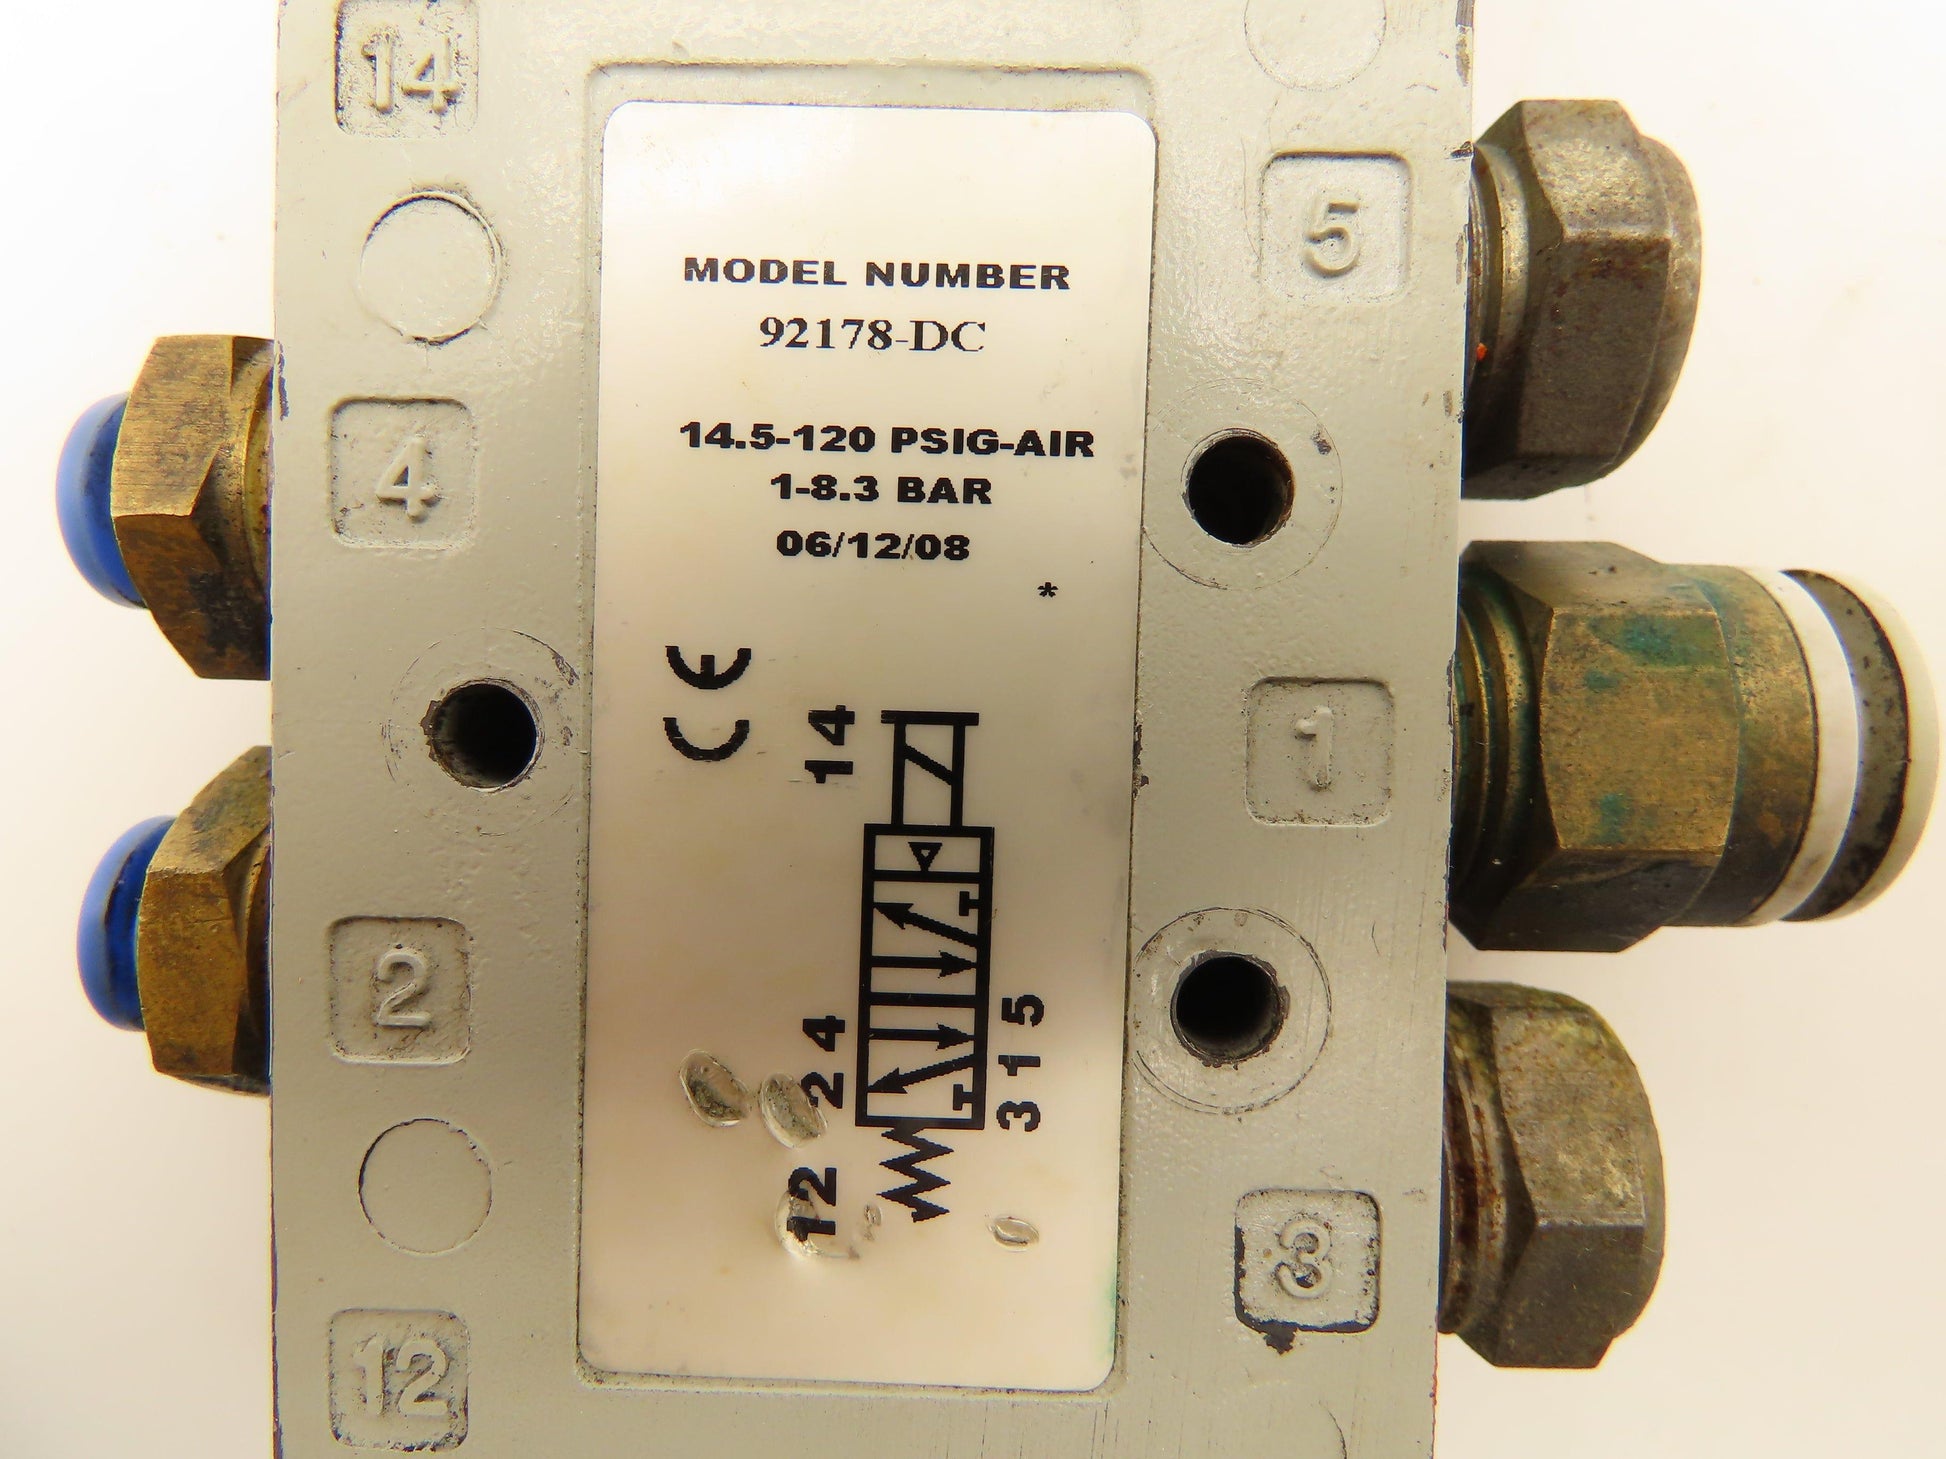 14
5
MODEL NUMBER
92178-DC
4
14.5-120 PSIG-AIR
1-8.3 BAR
06/12/08
*
CE
14
1
2
2 4
3 1 5
12
3
12